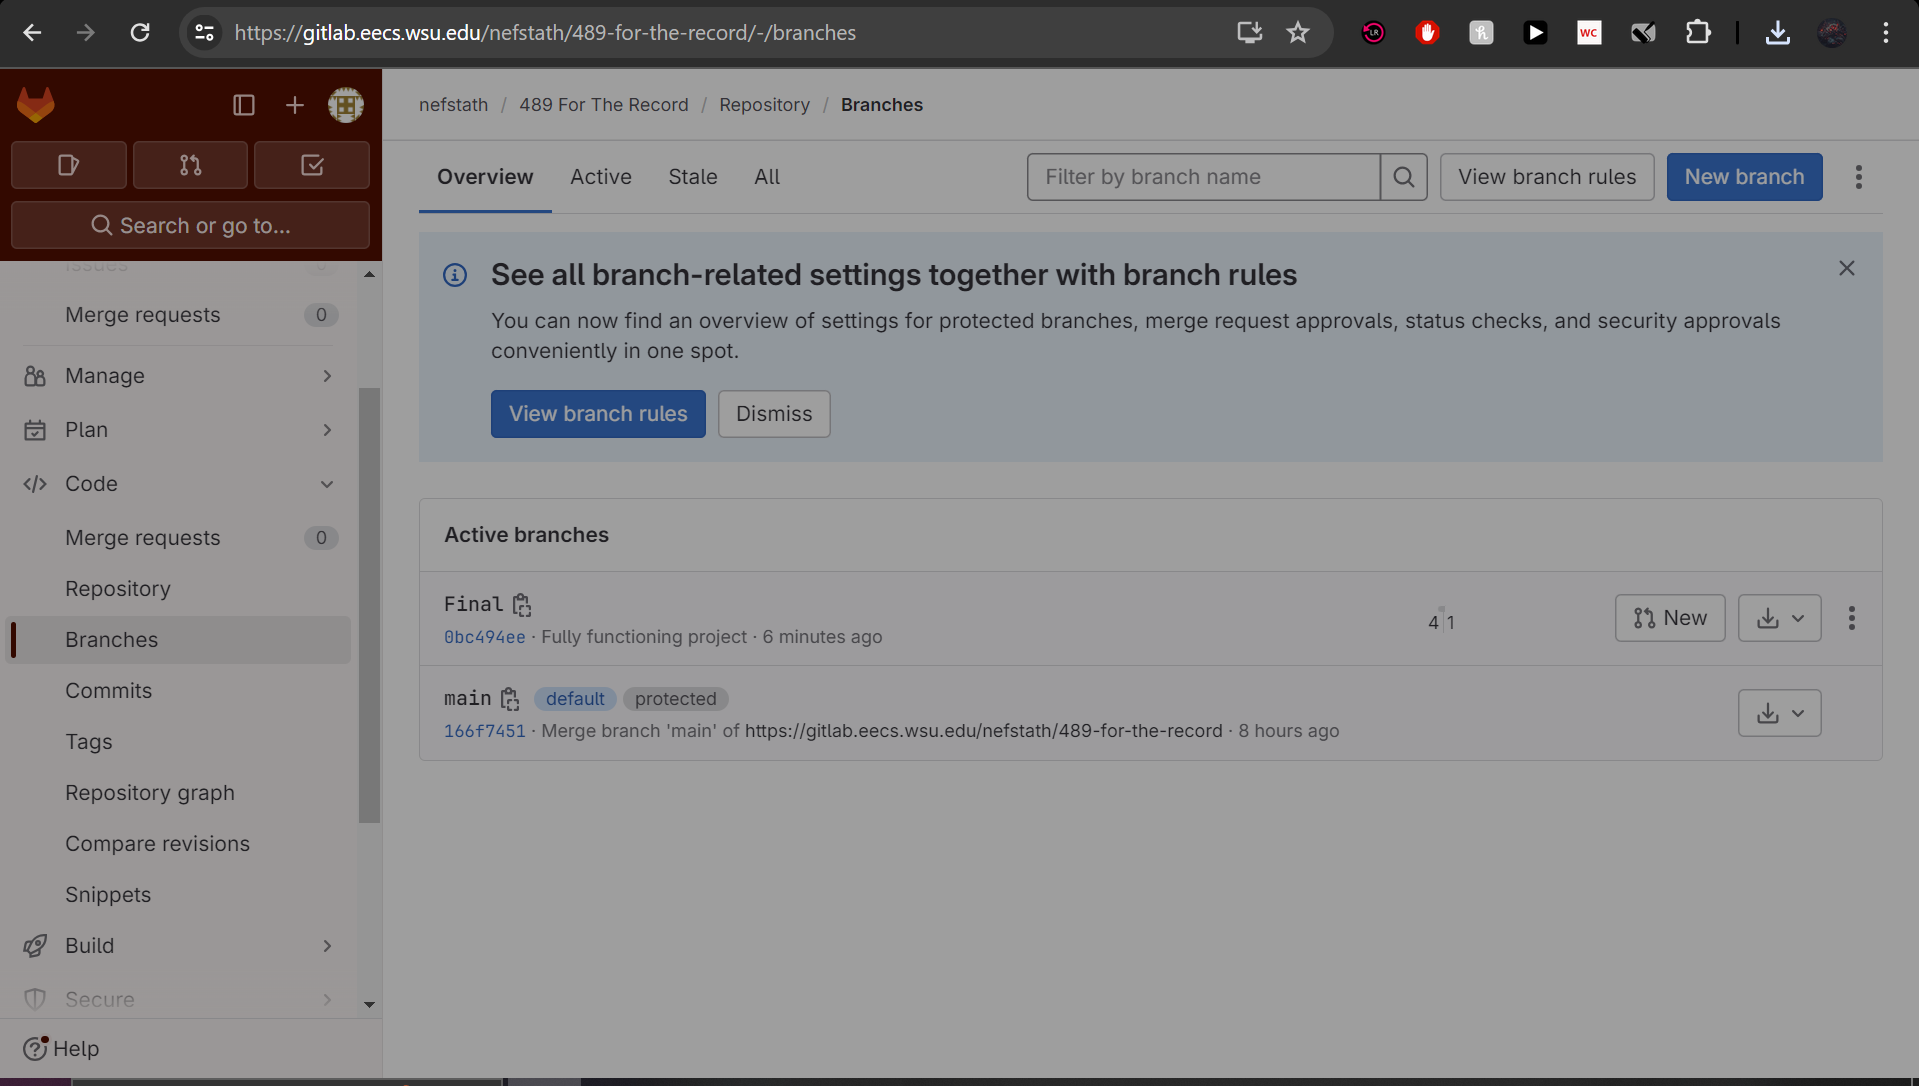 https://gitlab.eecs.wsu.edu/nefstath/489-for-the-record/-/branches
LR
h
WC
nefstath / 489 For The Record / Repository / Branches
Overview Active Stale All
Filter by branch name
View branch rules
New branch
Search or go to...
Issues
Merge requests 0
Manage
Plan
Code
Merge requests 0
Repository
Branches
Commits
Tags
Repository graph
Compare revisions
Snippets
Build
Secure
Help
See all branch-related settings together with branch rules
You can now find an overview of settings for protected branches, merge request approvals, status checks, and security approvals
conveniently in one spot.
View branch rules
Dismiss
Active branches
Final
0bc494ee · Fully functioning project · 6 minutes ago
4 1
New
main default protected
166f7451 · Merge branch 'main' of https://gitlab.eecs.wsu.edu/nefstath/489-for-the-record · 8 hours ago